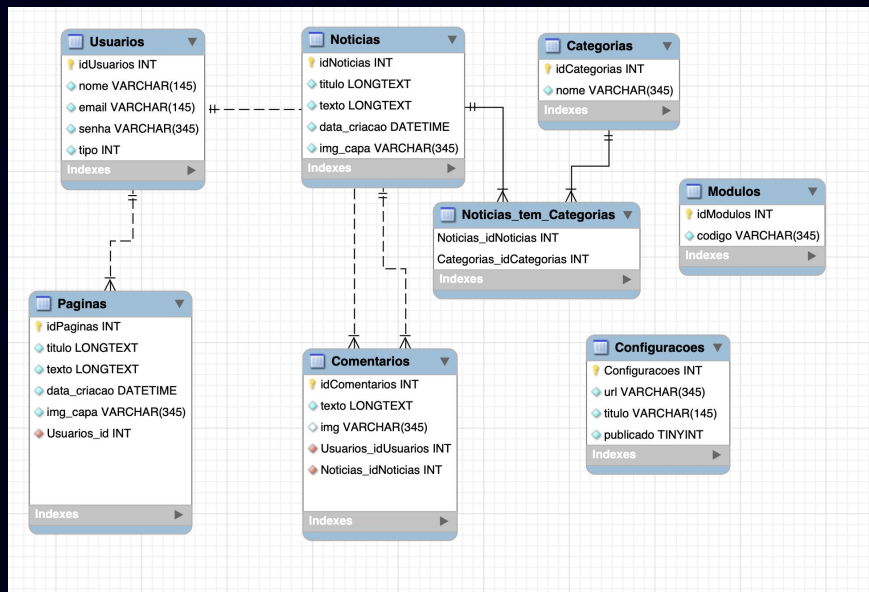 Usuarios
idUsuarios INT
nome VARCHAR(145)
email VARCHAR(145)
senha VARCHAR(345)
tipo INT
Indexes
Noticias
idNoticias INT
titulo LONGTEXT
texto LONGTEXT
data_criacao DATETIME
img_capa VARCHAR(345)
Indexes
Categorias
idCategorias INT
nome VARCHAR(345)
Indexes
Noticias_tem_Categorias
Noticias_idNoticias INT
Categorias_idCategorias INT
Indexes
Modulos
idModulos INT
codigo VARCHAR(345)
Indexes
Paginas
idPaginas INT
titulo LONGTEXT
texto LONGTEXT
data_criacao DATETIME
img_capa VARCHAR(345)
Usuarios_id INT
Indexes
Comentarios
idComentarios INT
texto LONGTEXT
img VARCHAR(345)
Usuarios_idUsuarios INT
Noticias_idNoticias INT
Indexes
Configuracoes
Configuracoes INT
url VARCHAR(345)
titulo VARCHAR(145)
publicado TINYINT
Indexes